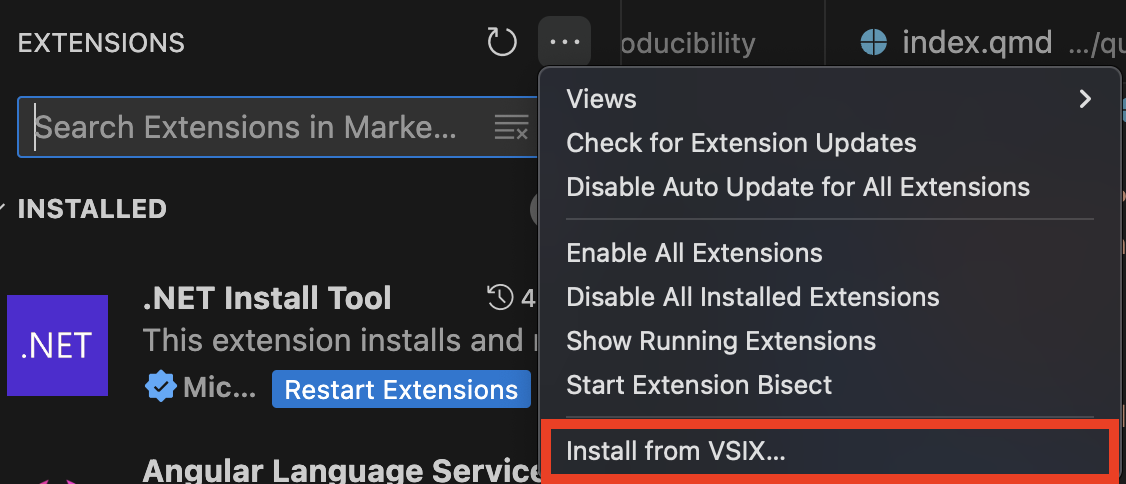 EXTENSIONS
oducibility
index.qmd …/qu
Search Extensions in Marke...
INSTALLED
.NET
.NET Install Tool
4
This extension installs and
Mic...
Restart Extensions
Angular Language Service
Views
Check for Extension Updates
Disable Auto Update for All Extensions
Enable All Extensions
Disable All Installed Extensions
Show Running Extensions
Start Extension Bisect
Install from VSIX...